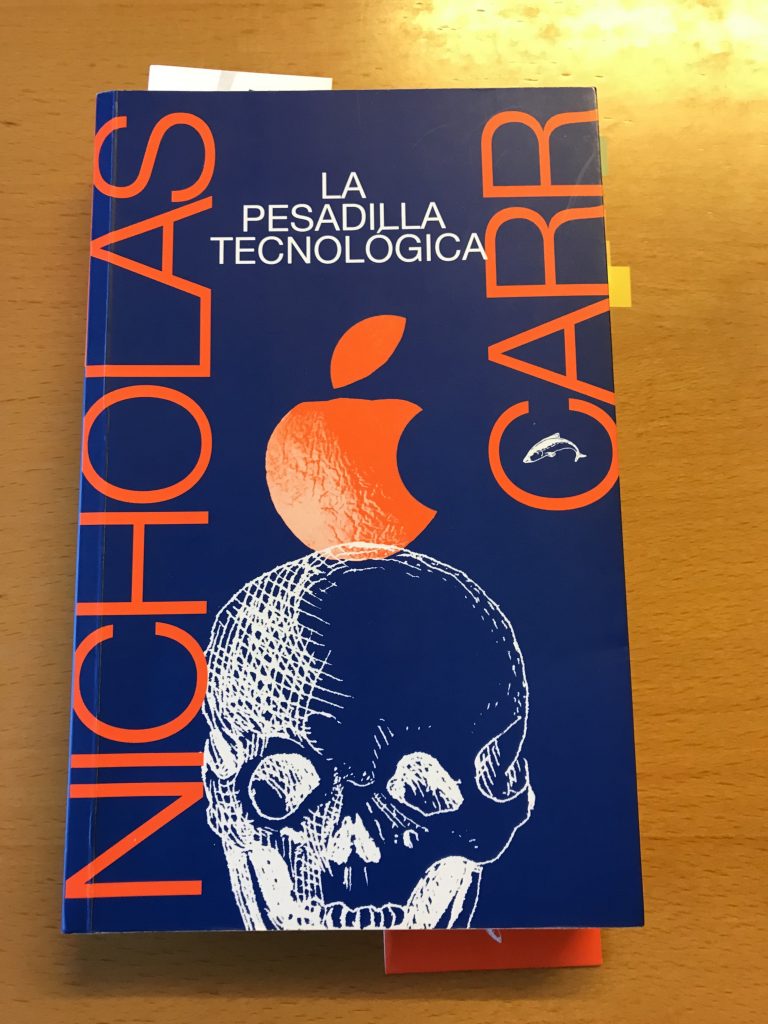 NICHOLAS
CARR
LA
PESADILLA
TECNOLÓGICA